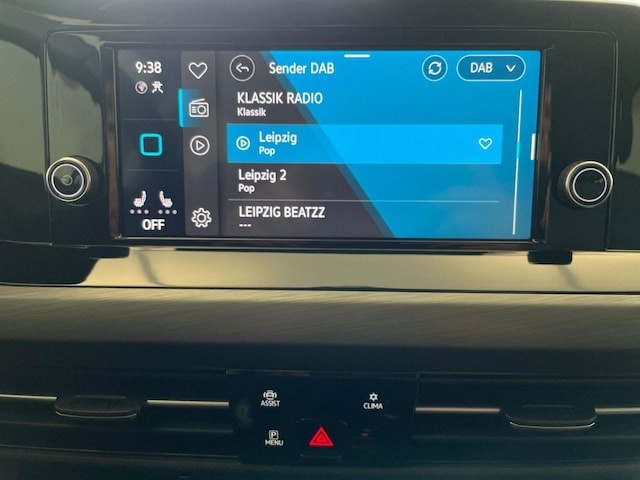 9:38
Sender DAB
DAB
KLASSIK RADIO
Klassik
Leipzig
Pop
Leipzig 2
Pop
LEIPZIG BEATZZ
---
OFF
ASSIST
CLIMA
P
MENU